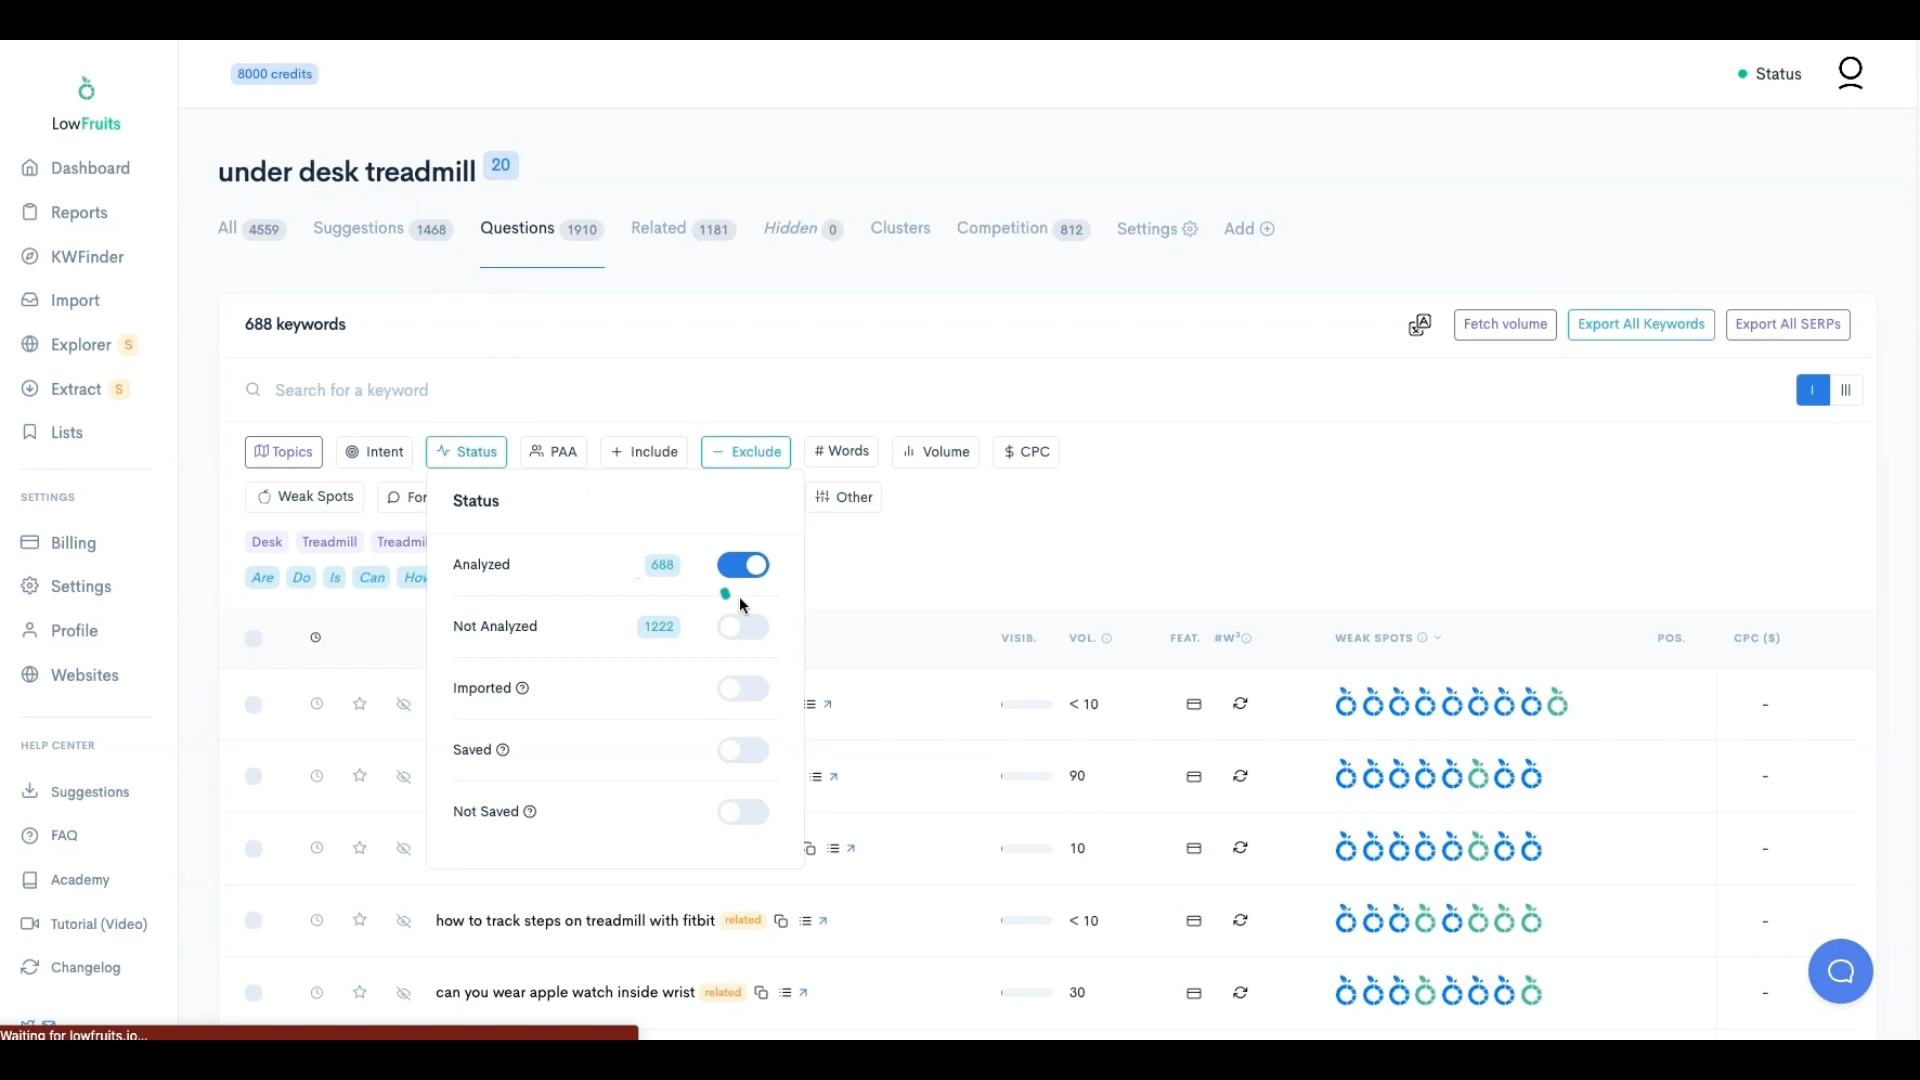 8000 credits
Status
LowFruits
Dashboard
Reports
KWFinder
Import
Explorer S
Extract S
Lists
SETTINGS
Billing
Settings
Profile
Websites
HELP CENTER
Suggestions
FAQ
Academy
Tutorial (Video)
Changelog
Waiting for lowfruits.io...
under desk treadmill 20
All 4559 Suggestions 1468 Questions 1910 Related 1181 Hidden 0 Clusters Competition 812 Settings Add
688 keywords
Fetch volume Export All Keywords Export All SERPs
Search for a keyword
Topics Intent Status PAA + Include − Exclude # Words Volume $ CPC
Weak Spots For Other
Desk Treadmill Treadmi
Are Do Is Can How
Status
Analyzed 688
Not Analyzed 1222
Imported
Saved
Not Saved
VISIB. VOL. FEAT. #W³ WEAK SPOTS POS. CPC ($)
< 10 -
90 -
10 -
how to track steps on treadmill with fitbit related < 10 -
can you wear apple watch inside wrist related 30 -